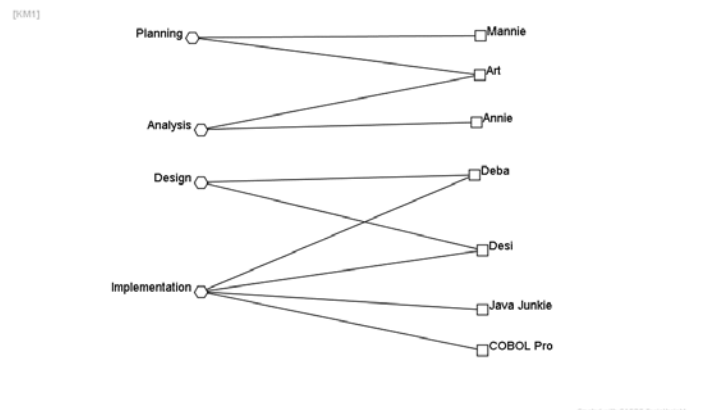 [KM1]
Planning
Mannie
Art
Analysis
Annie
Design
Deba
Desi
Implementation
Java Junkie
COBOL Pro